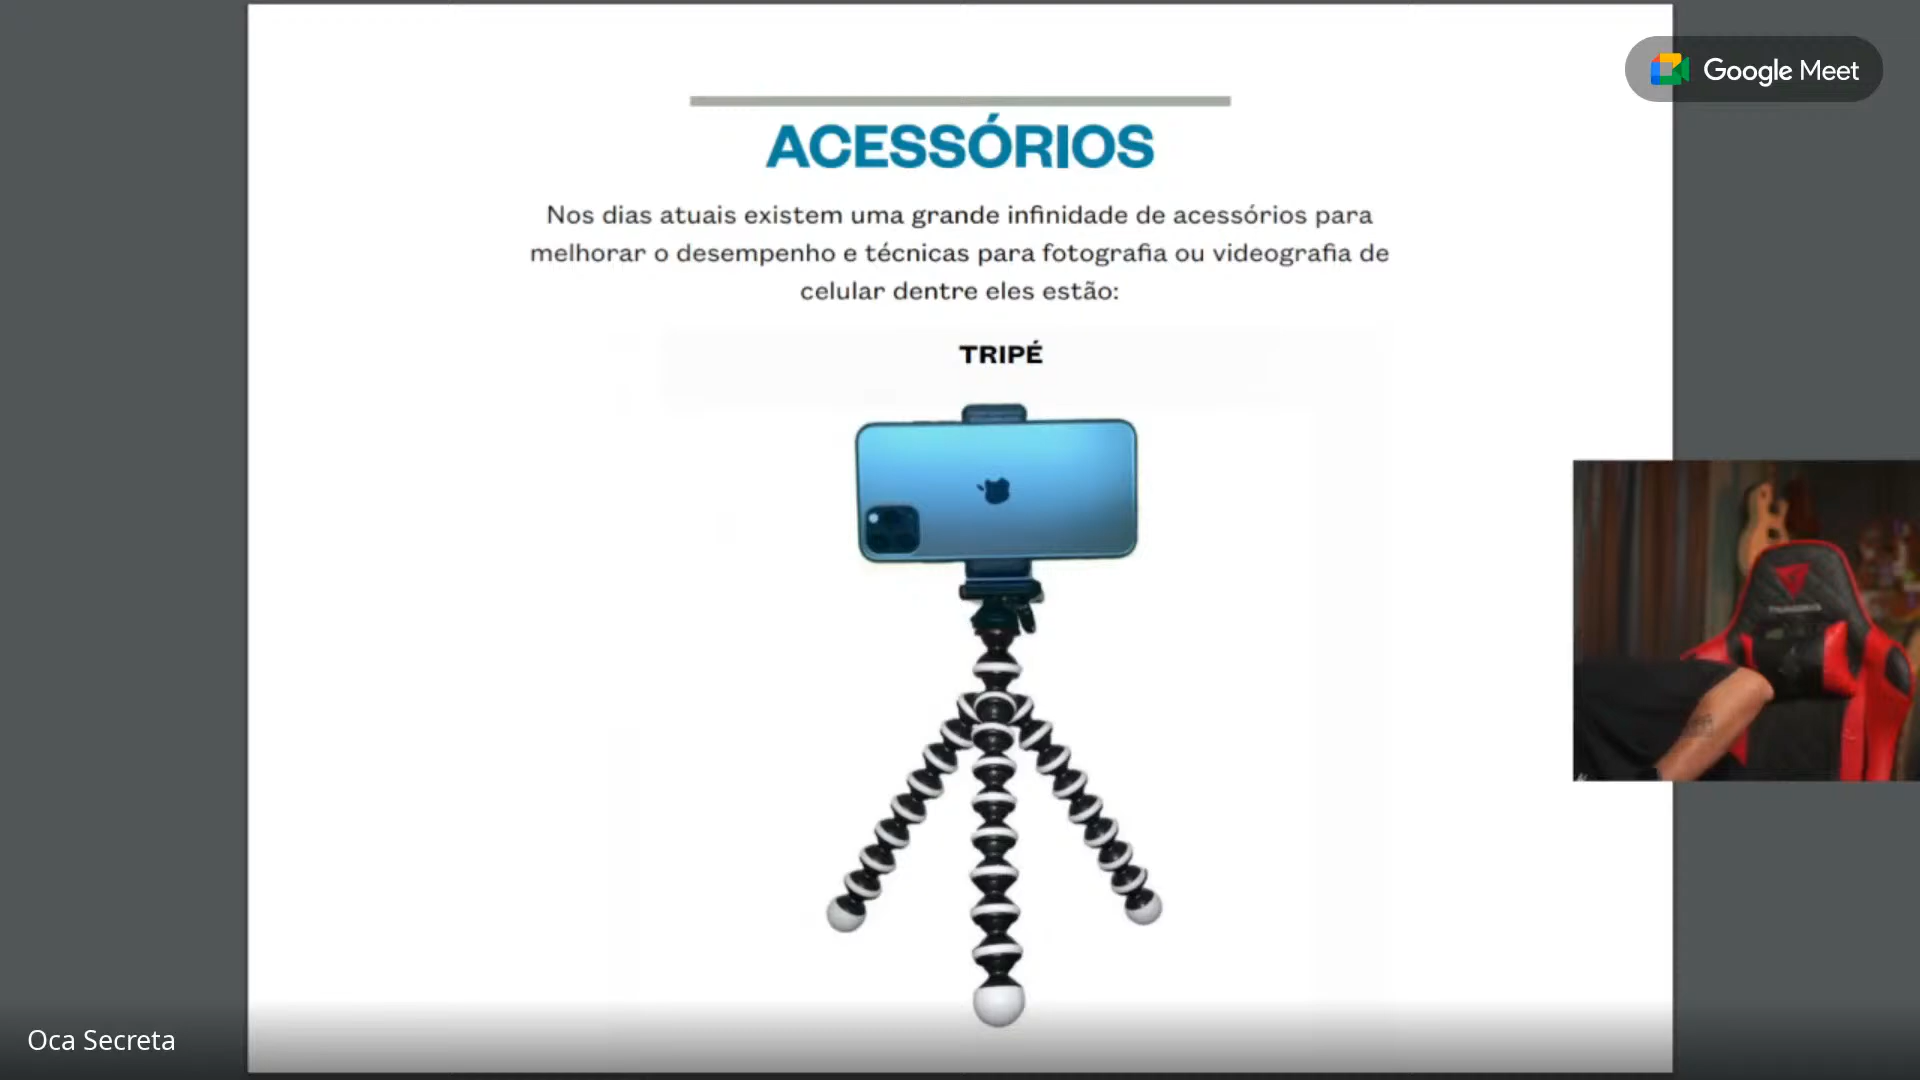 Google Meet
ACESSÓRIOS
Nos dias atuais existem uma grande infinidade de acessórios para
melhorar o desempenho e técnicas para fotografia ou videografia de
celular dentre eles estão:
TRIPÉ
Oca Secreta